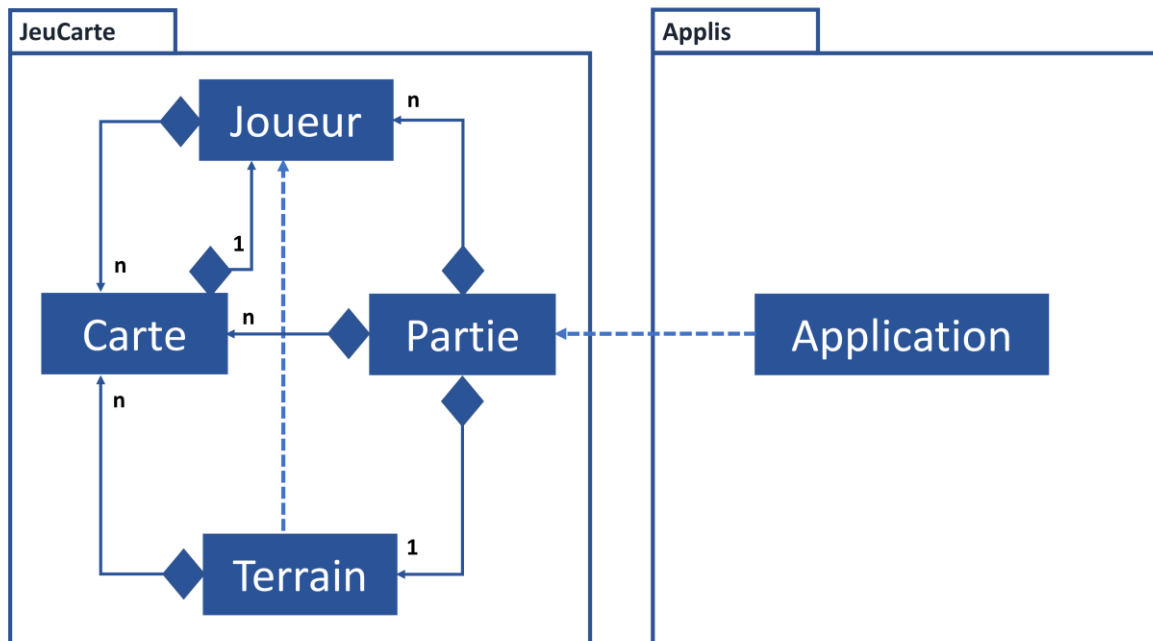 JeuCarte
Applis
Joueur
n
1
n
n
Carte
Partie
Application
n
Terrain
1